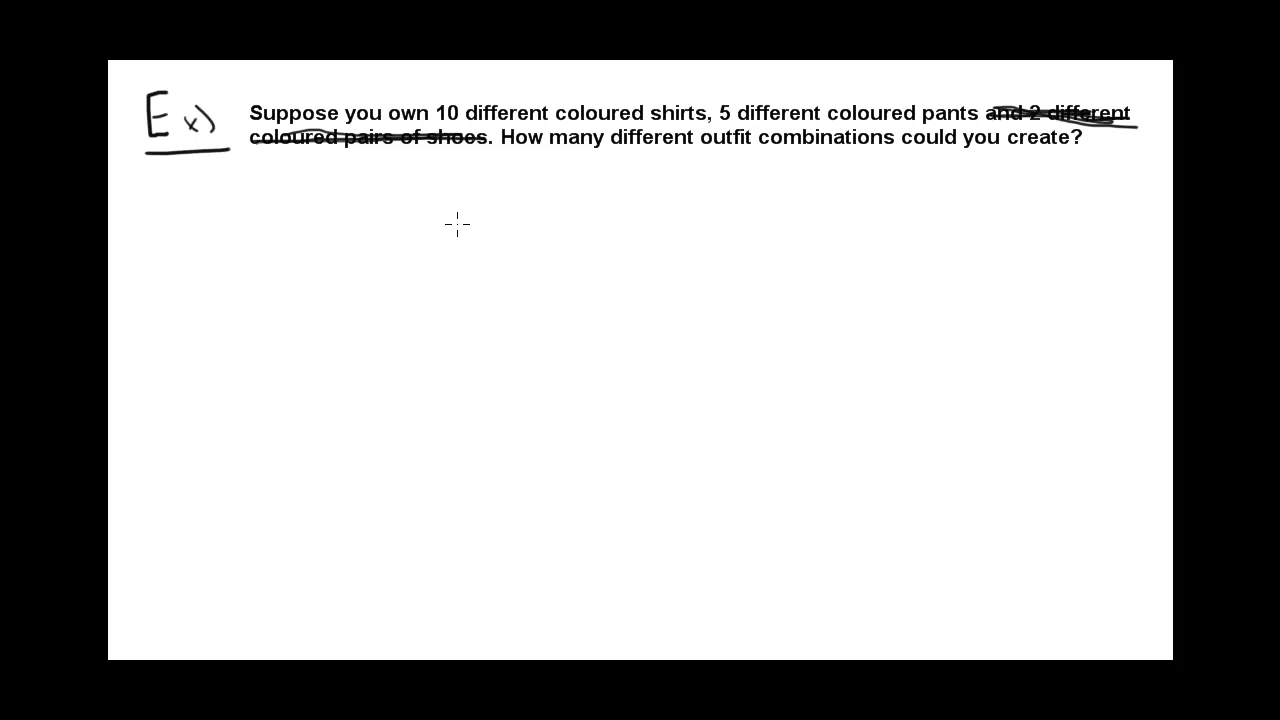 Ex) Suppose you own 10 different coloured shirts, 5 different coloured pants and 2 different
coloured pairs of shoes. How many different outfit combinations could you create?